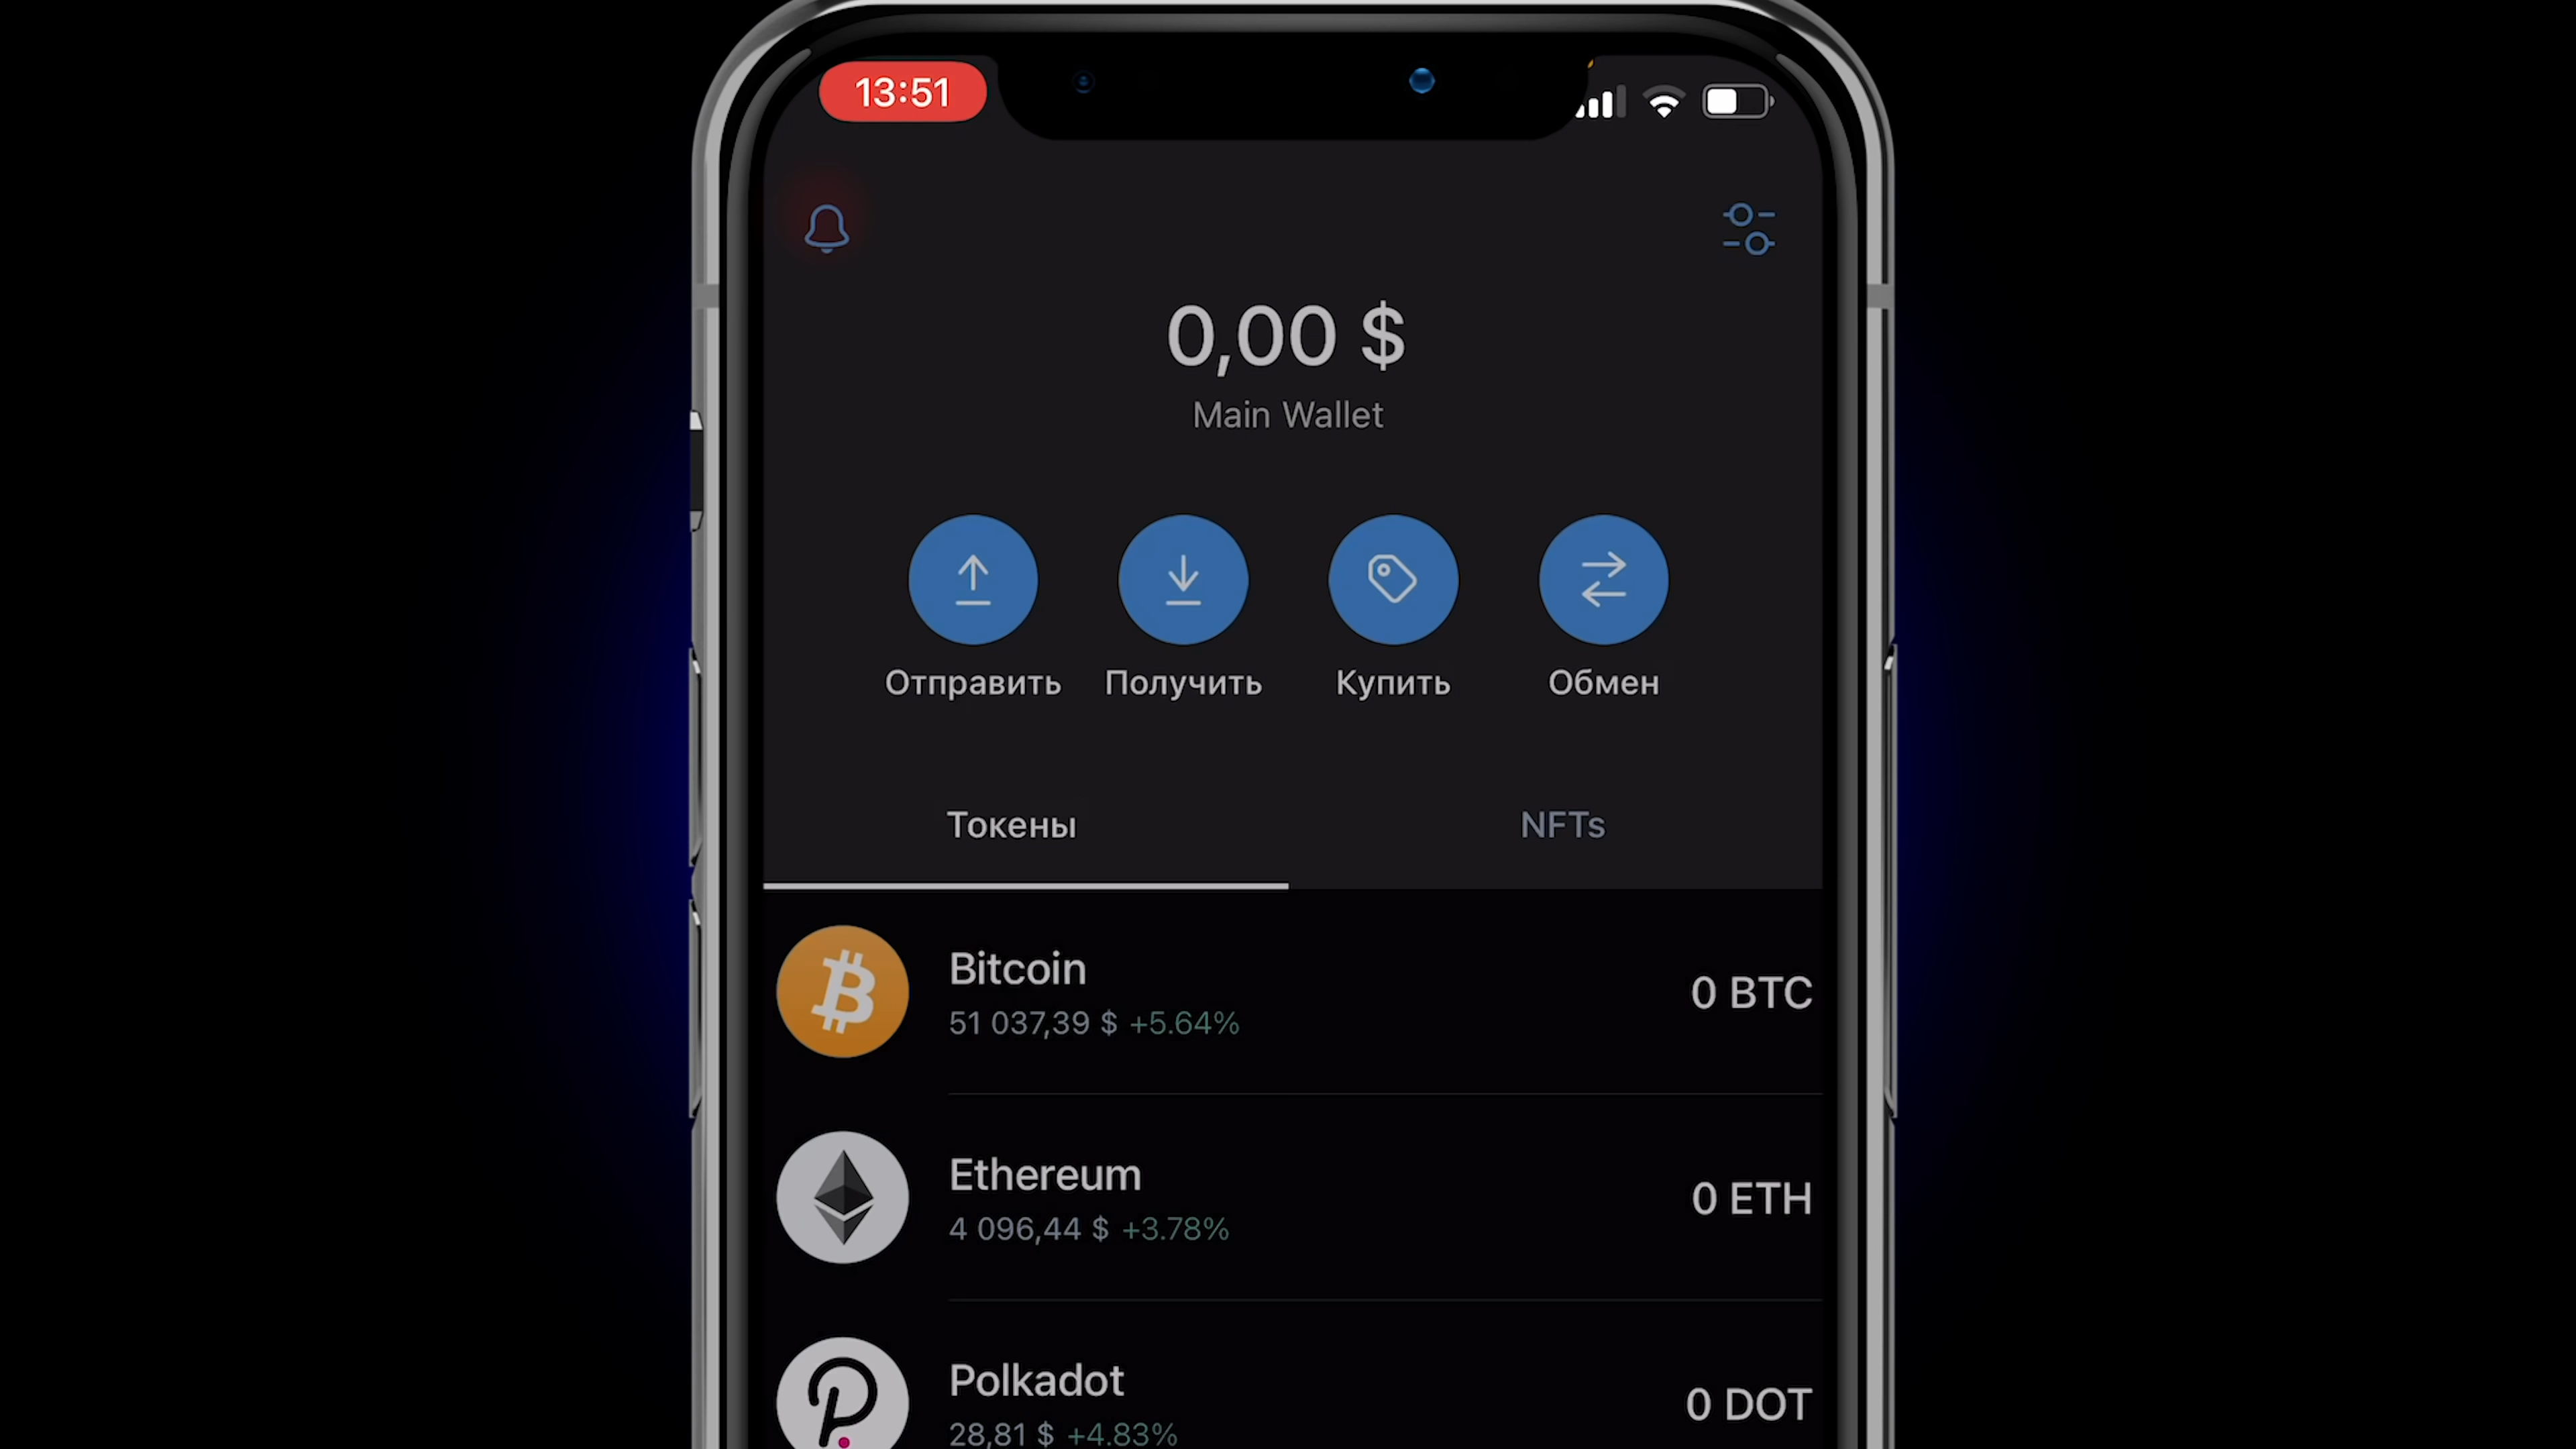 13:51
0,00 $
Main Wallet
Отправить Получить Купить Обмен
Токены NFTs
Bitcoin
51 037,39 $ +5.64%
0 BTC
Ethereum
4 096,44 $ +3.78%
0 ETH
Polkadot
28,81 $ +4.83%
0 DOT